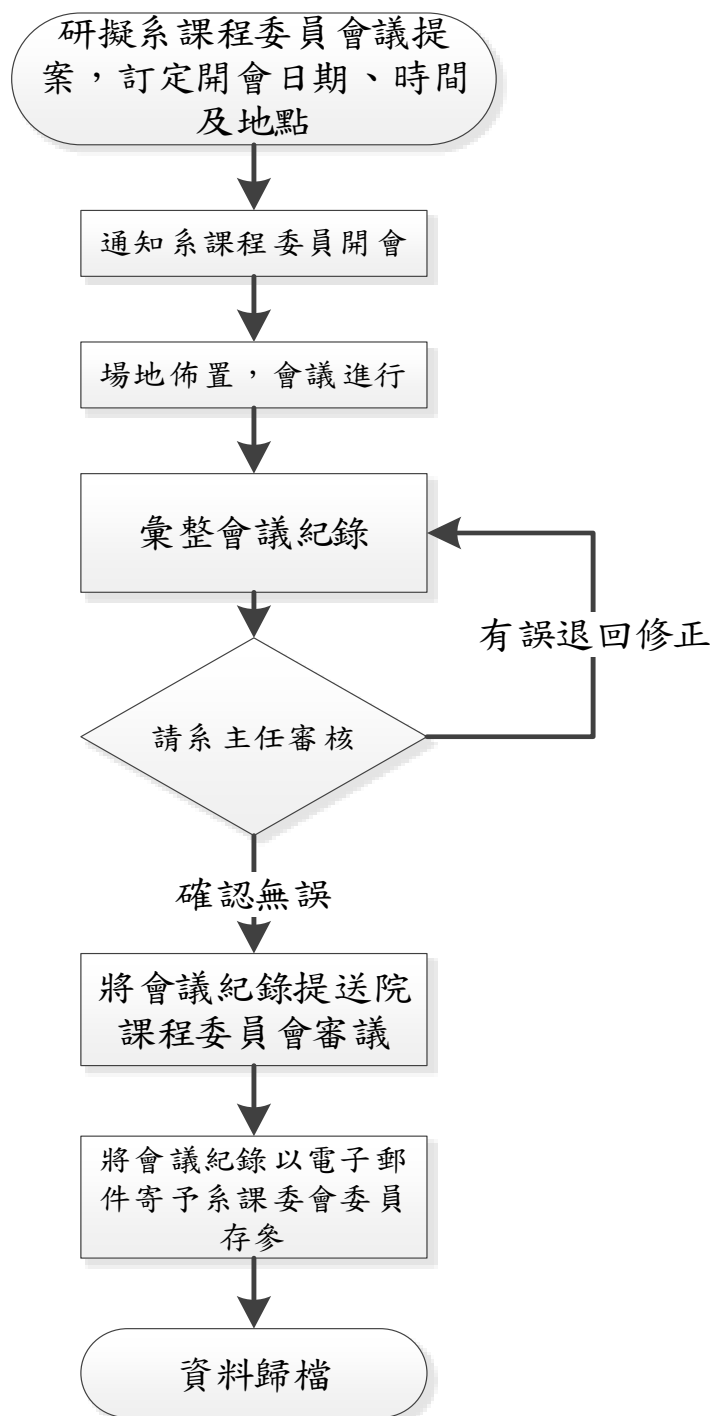 研擬系課程委員會議提
案，訂定開會日期、時間
及地點
通知系課程委員開會
場地佈置，會議進行
彙整會議紀錄
有誤退回修正
請系主任審核
確認無誤
將會議紀錄提送院
課程委員會審議
將會議紀錄以電子郵
件寄予系課委會委員
存參
資料歸檔